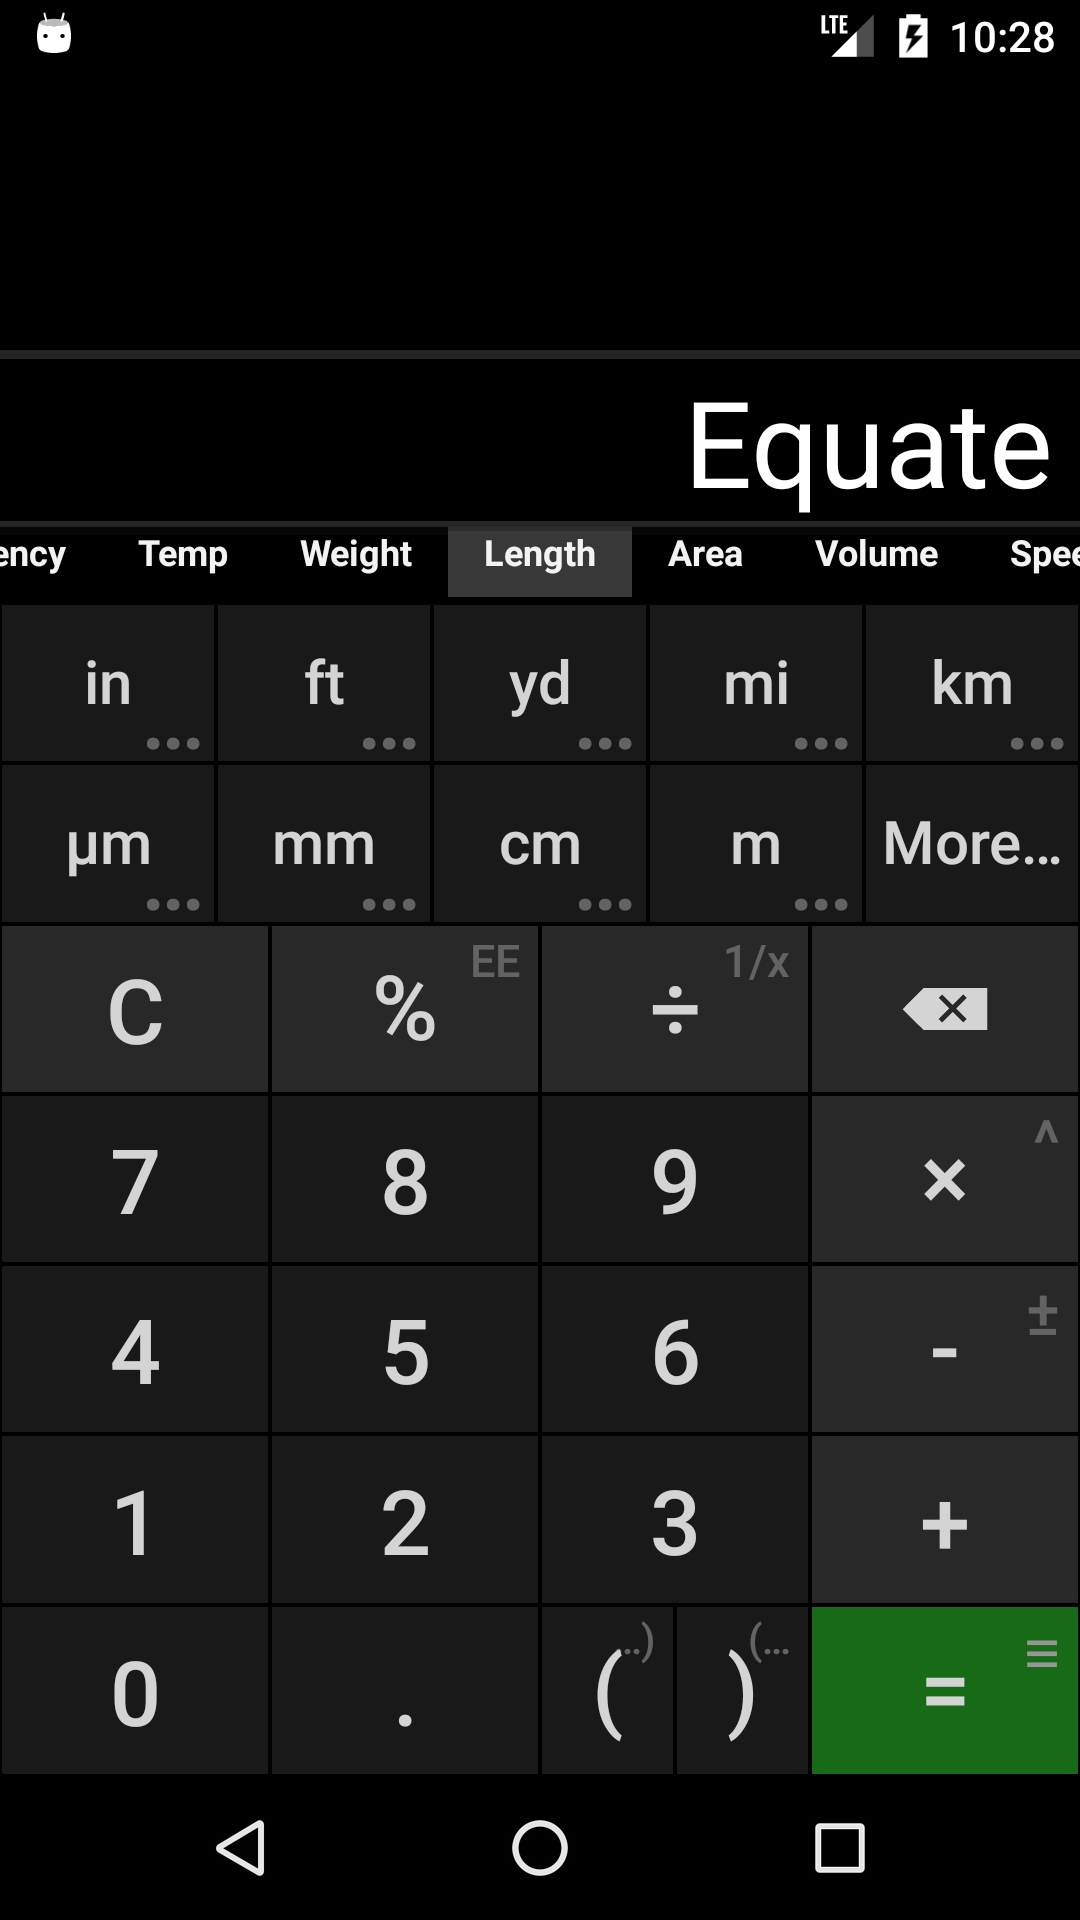 LTE 10:28
Equate
ency Temp Weight Length Area Volume Spee
in ft yd mi km
µm mm cm m More...
C % EE ÷ 1/x
7 8 9 × ^
4 5 6 - ±
1 2 3 +
0 . ( ..) ) (... =